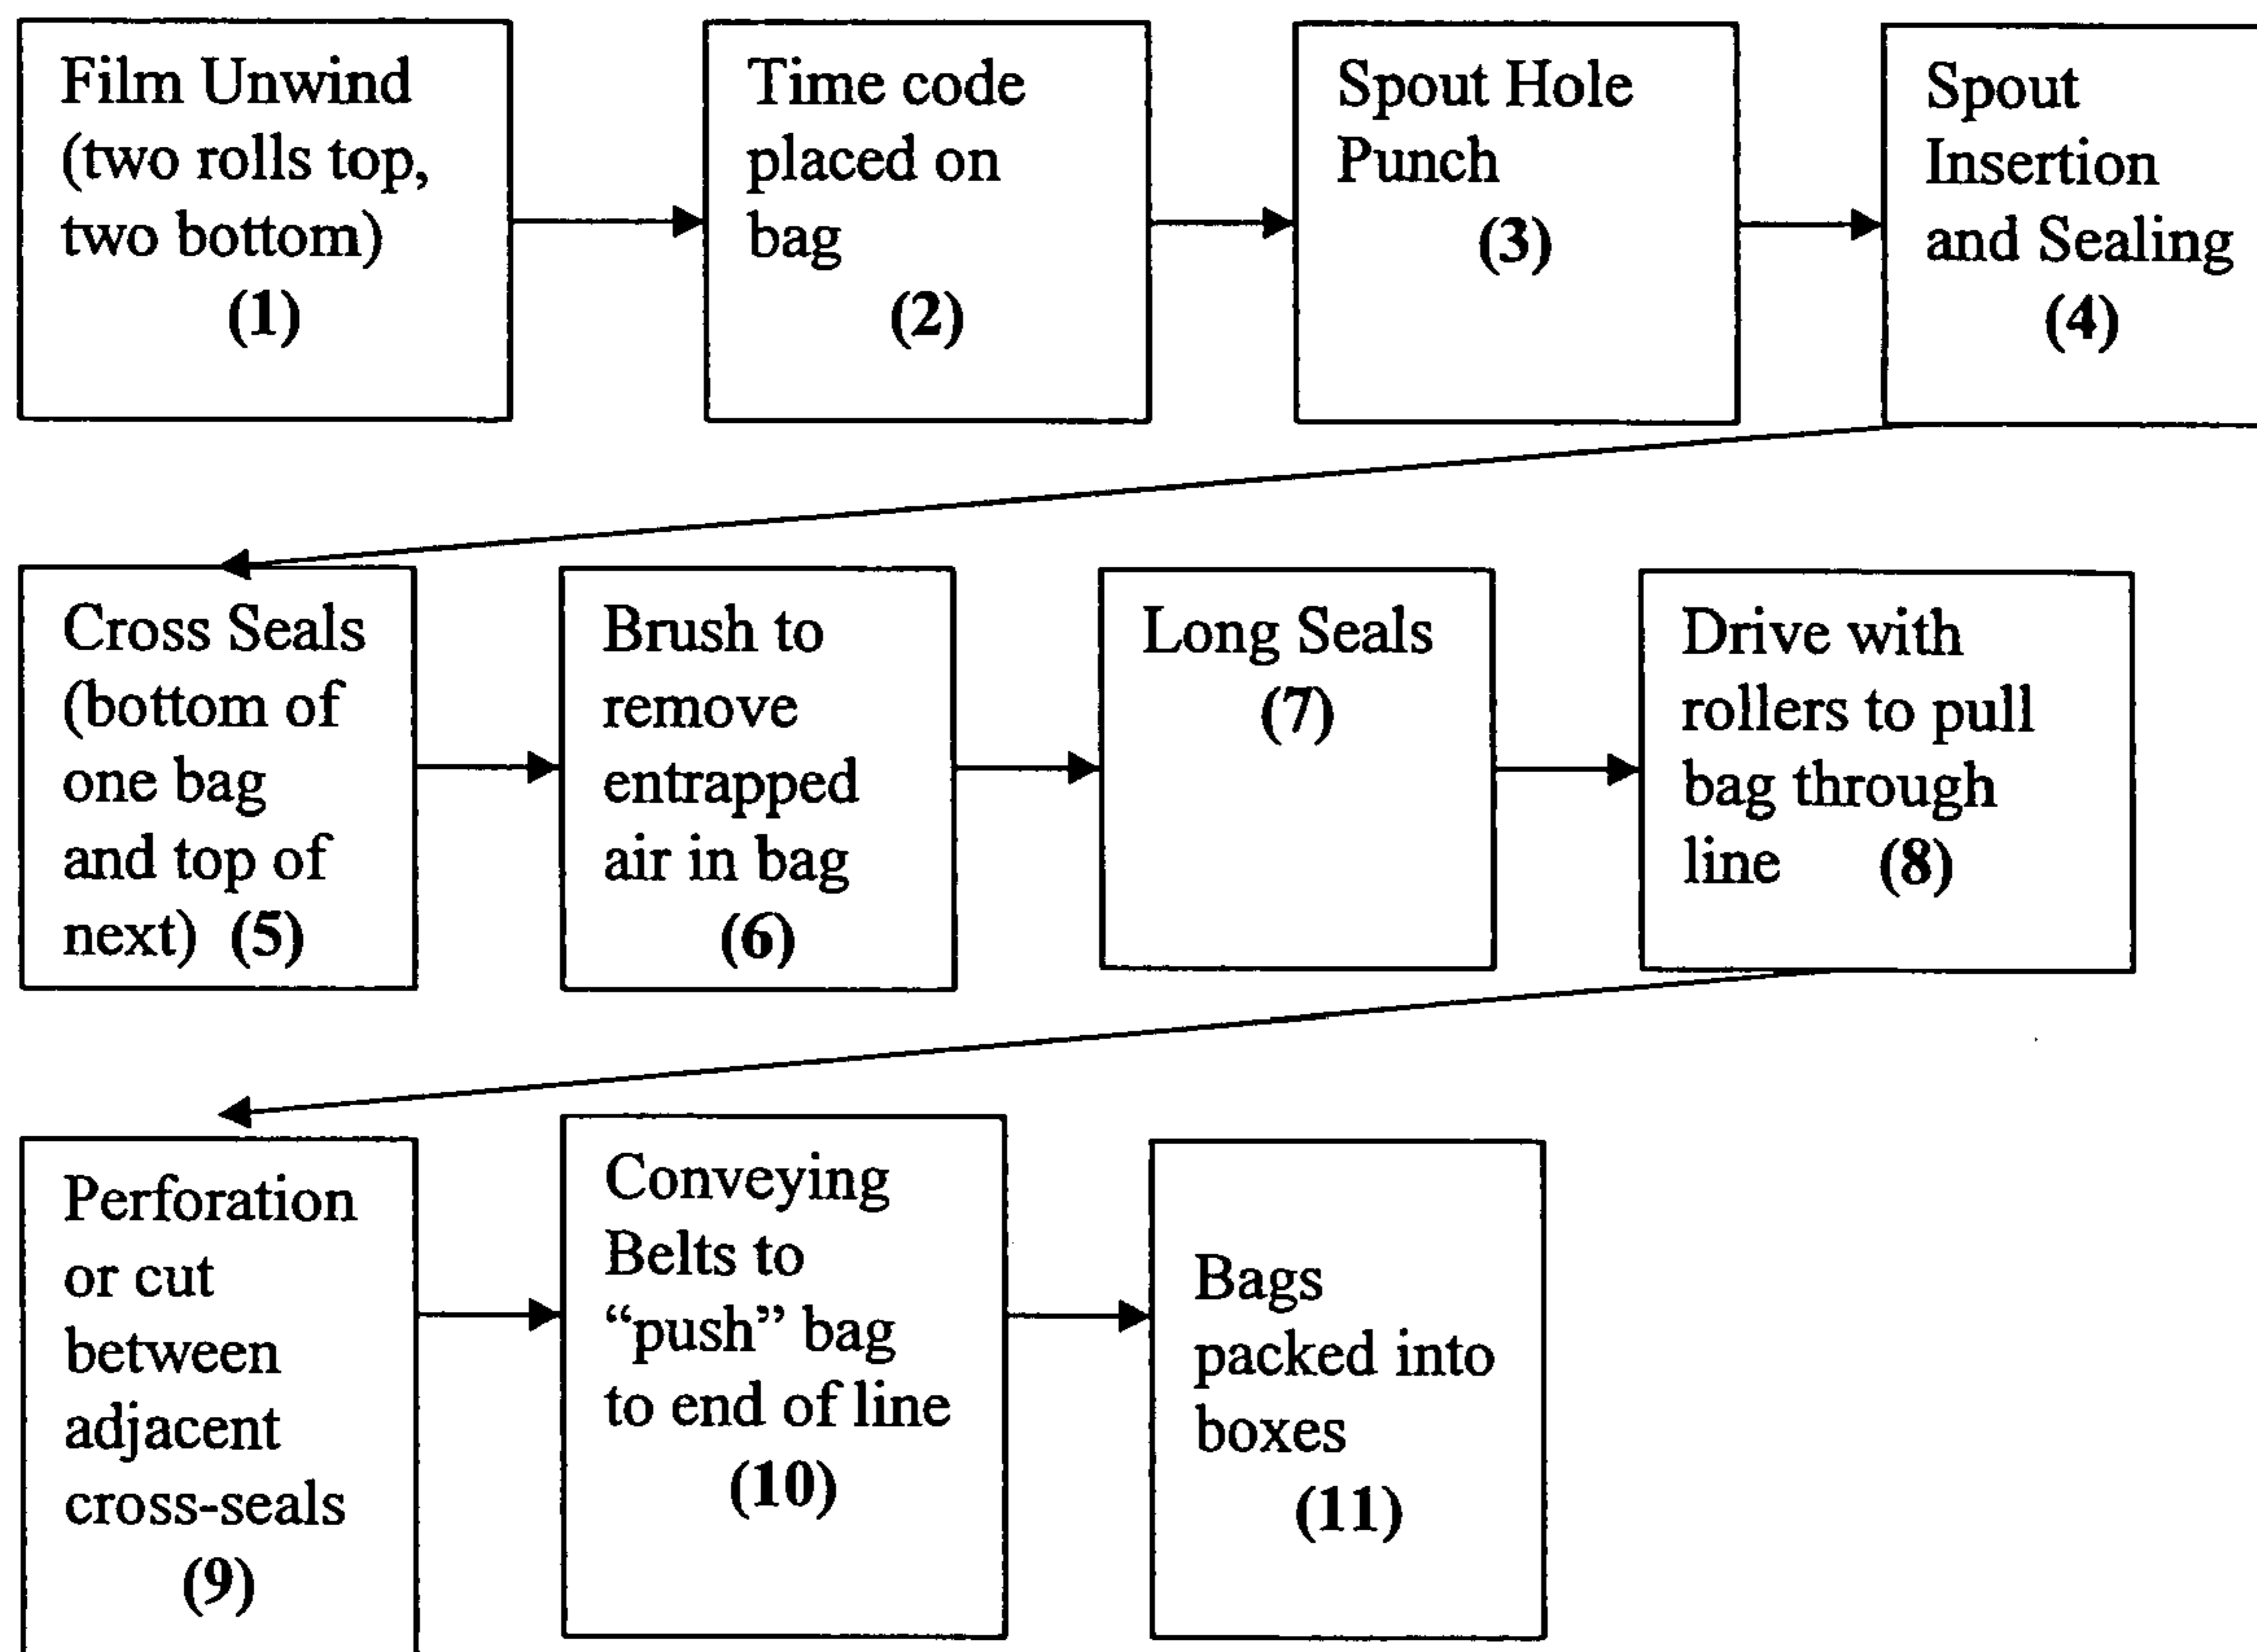 Film Unwind
(two rolls top,
two bottom)
(1)
Time code
placed on
bag
(2)
Spout Hole
Punch
(3)
Spout
Insertion
and Sealing
(4)
Cross Seals
(bottom of
one bag
and top of
next) (5)
Brush to
remove
entrapped
air in bag
(6)
Long Seals
(7)
Drive with
rollers to pull
bag through
line (8)
Perforation
or cut
between
adjacent
cross-seals
(9)
Conveying
Belts to
“push” bag
to end of line
(10)
Bags
packed into
boxes
(11)